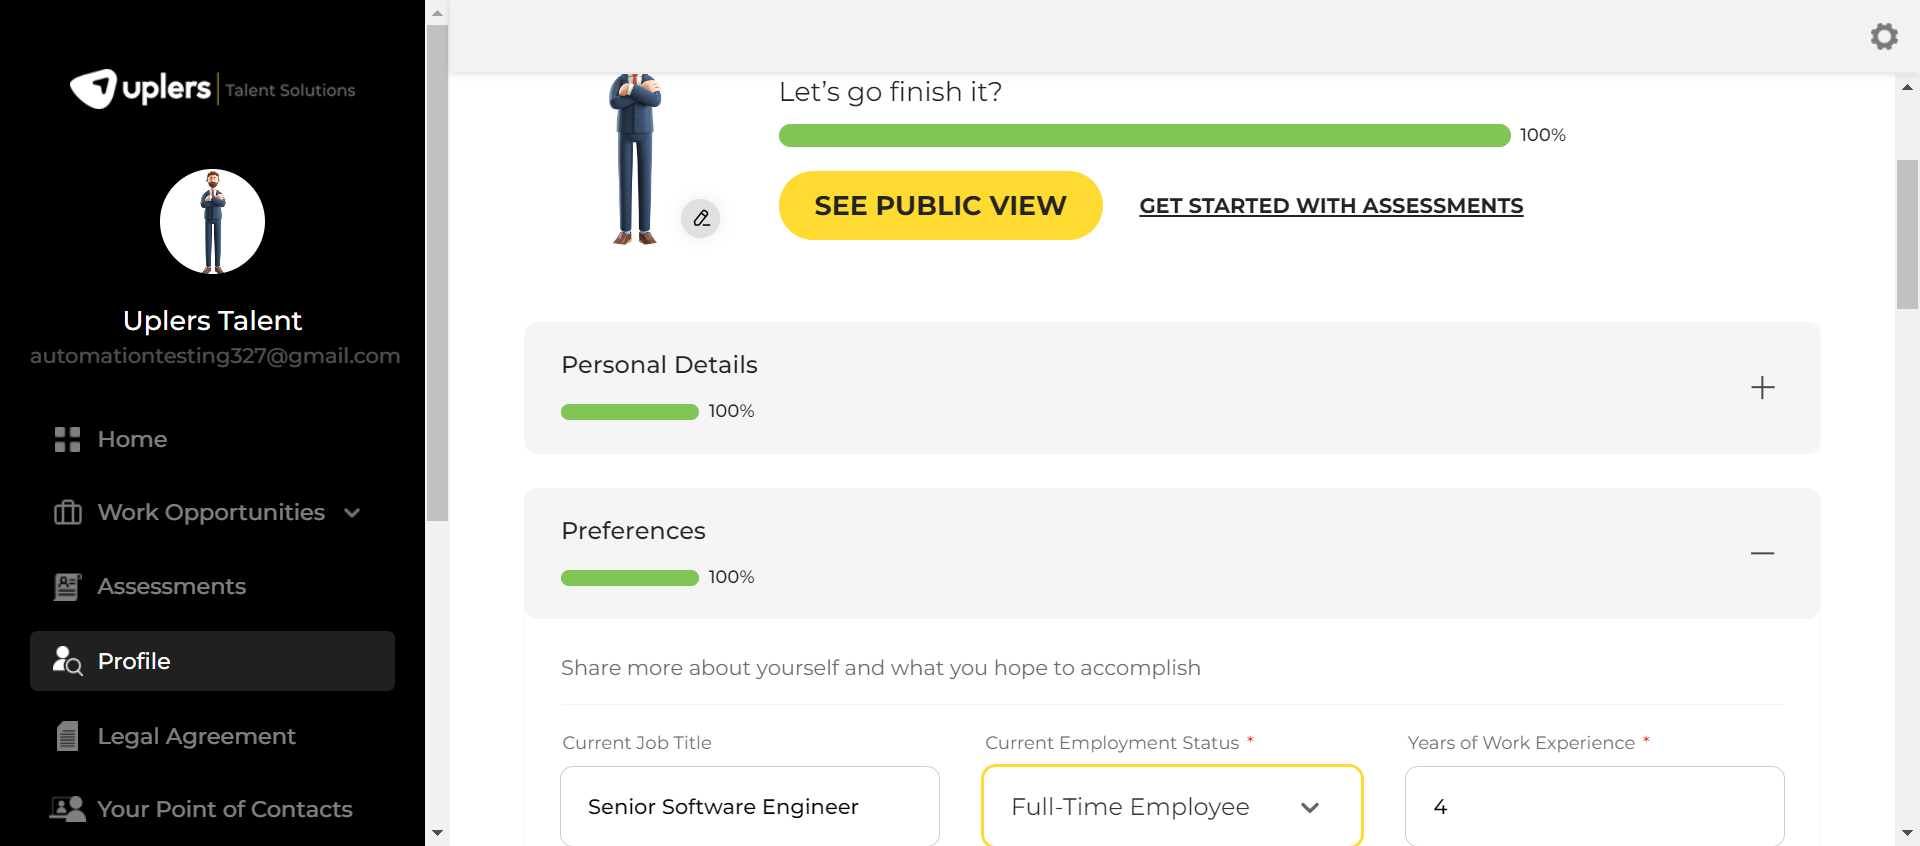 uplers Talent Solutions
Uplers Talent
automationtesting327@gmail.com
Home
Work Opportunities
Assessments
Profile
Legal Agreement
Your Point of Contacts
Let’s go finish it?
100%
SEE PUBLIC VIEW
GET STARTED WITH ASSESSMENTS
Personal Details
100%
Preferences
100%
Share more about yourself and what you hope to accomplish
Current Job Title
Senior Software Engineer
Current Employment Status *
Full-Time Employee
Years of Work Experience *
4